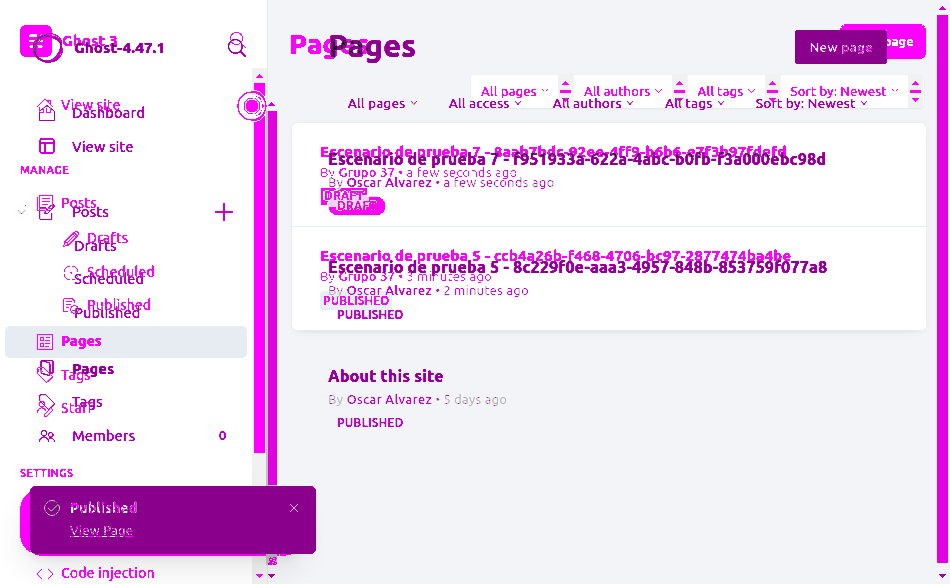 Ghost 3
Ghost-4.47.1
View site
Dashboard
View site
MANAGE
Posts
Posts
Drafts
Drafts
Scheduled
Scheduled
Published
Published
Pages
Pages
Tags
Tags
Staff
Members 0
SETTINGS
Published
View Page
Code injection
Pages
Pages
New page
page
All pages All authors All tags Sort by: Newest
All pages All access All authors All tags Sort by: Newest
Escenario de prueba 7 - 8aab7bdc-92ee-4ff9-b6b6-e7f3b97fdefd
Escenario de prueba 7 - f951933a-622a-4abc-b0fb-f3a000ebc98d
By Grupo 37 • a few seconds ago
By Oscar Alvarez • a few seconds ago
DRAFT
DRAFT
Escenario de prueba 5 - ccb4a26b-f468-4706-bc97-2877474ba4be
Escenario de prueba 5 - 8c229f0e-aaa3-4957-848b-853759f077a8
By Grupo 37 • 3 minutes ago
By Oscar Alvarez • 2 minutes ago
PUBLISHED
PUBLISHED
About this site
By Oscar Alvarez • 5 days ago
PUBLISHED